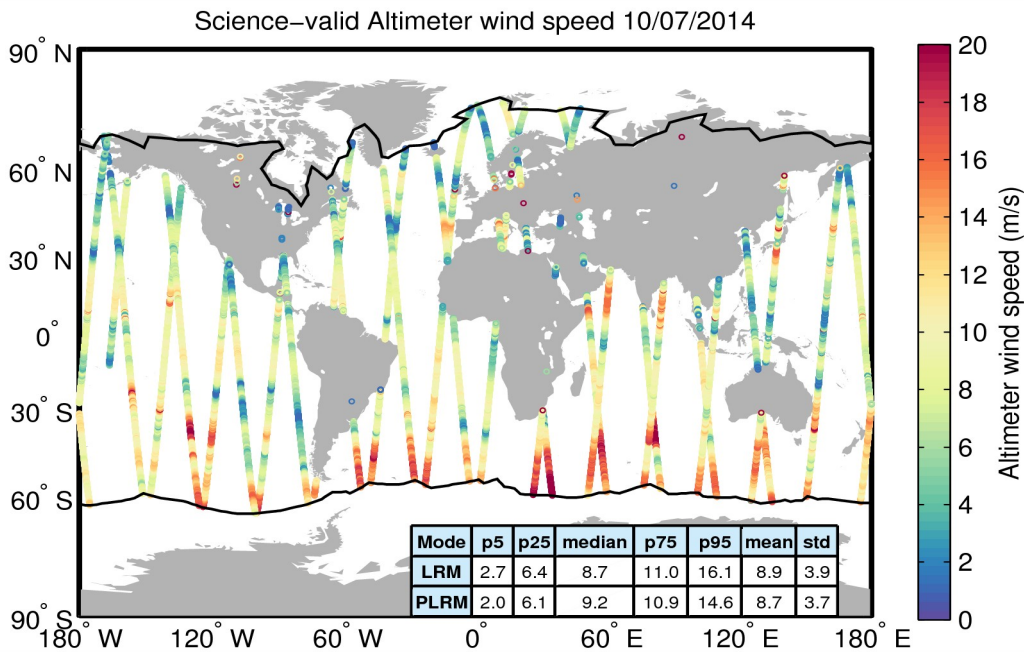 Science−valid Altimeter wind speed 10/07/2014
90° N
60° N
30° N
0°
30° S
60° S
90° S
180° W
120° W
60° W
0°
60° E
120° E
180° E
Mode p5 p25 median p75 p95 mean std
LRM 2.7 6.4 8.7 11.0 16.1 8.9 3.9
PLRM 2.0 6.1 9.2 10.9 14.6 8.7 3.7
20
18
16
14
12
10
8
6
4
2
0
Altimeter wind speed (m/s)